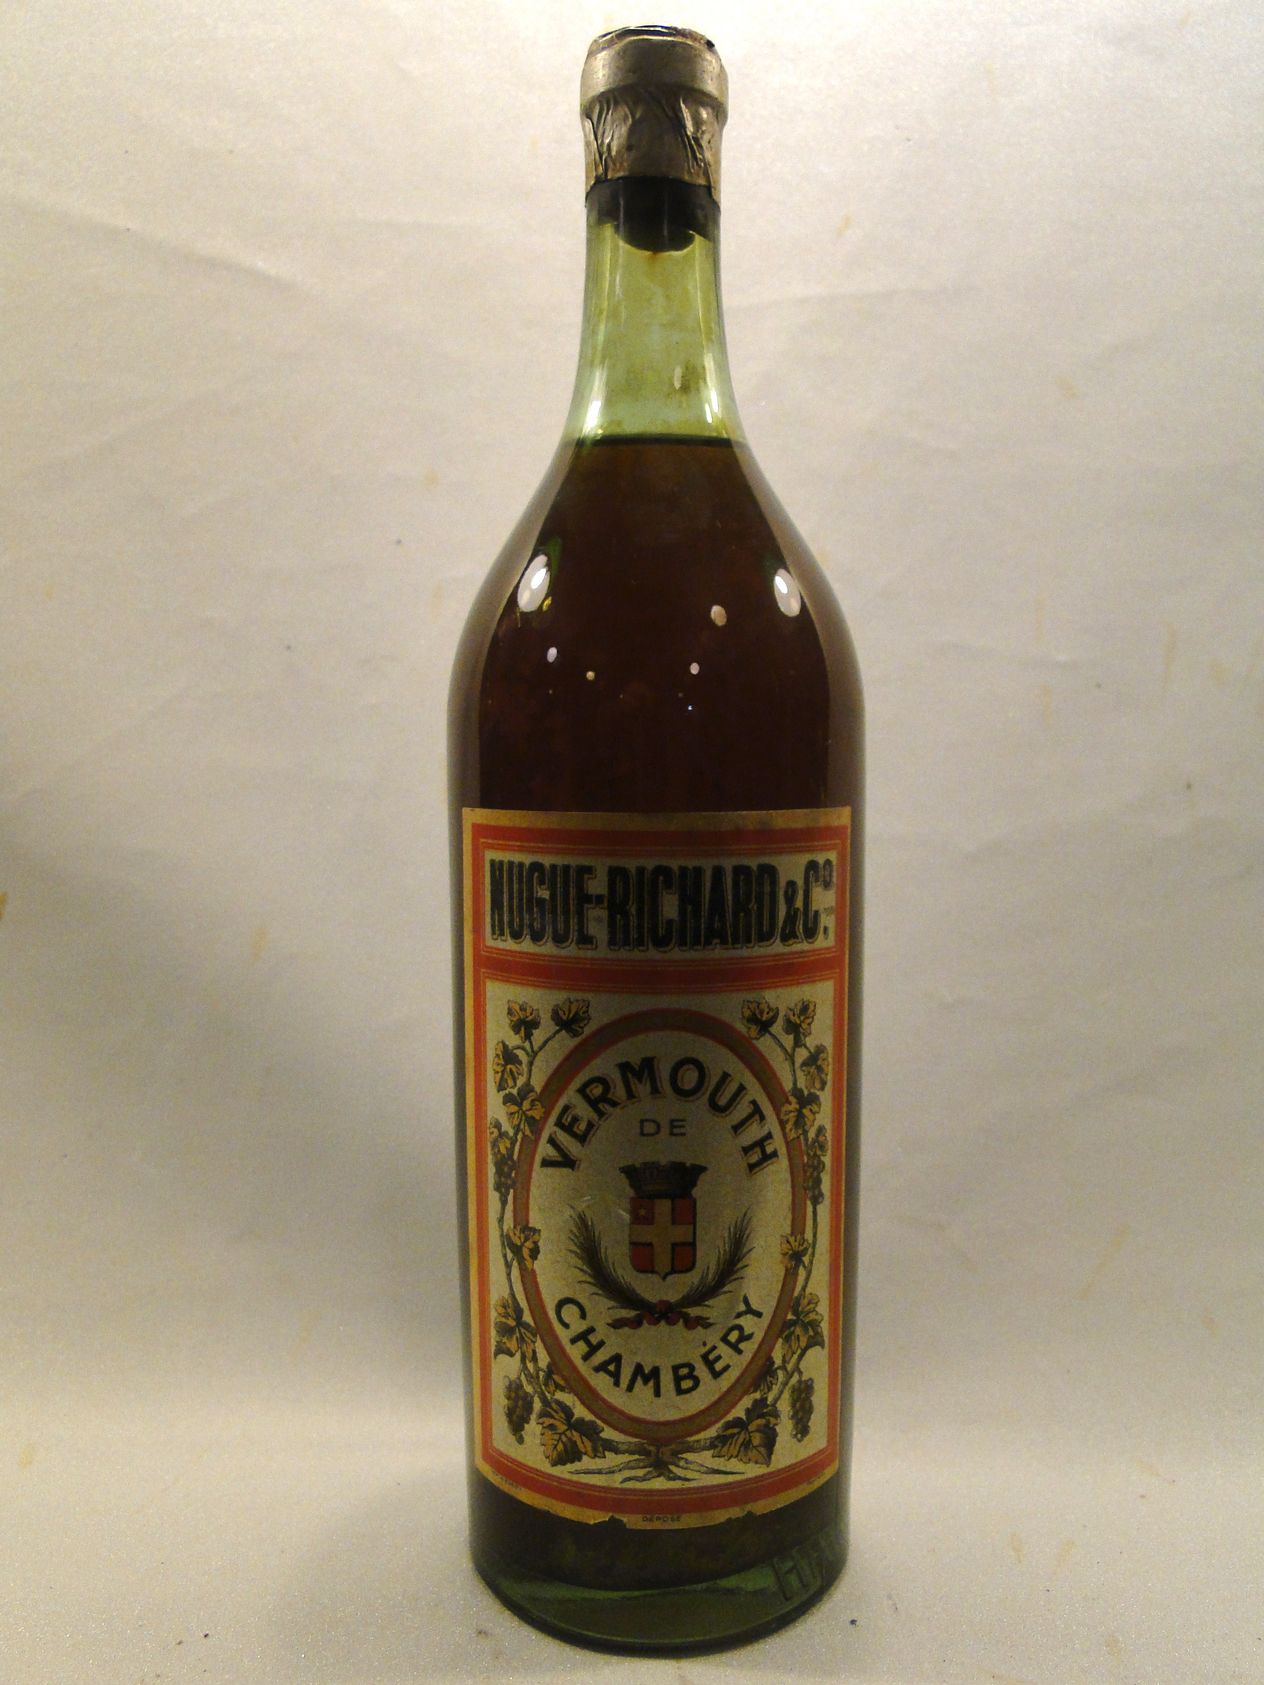 NUGUE-RICHARD & Cº.
VERMOUTH
DE
CHAMBÉRY
DÉPOSÉ